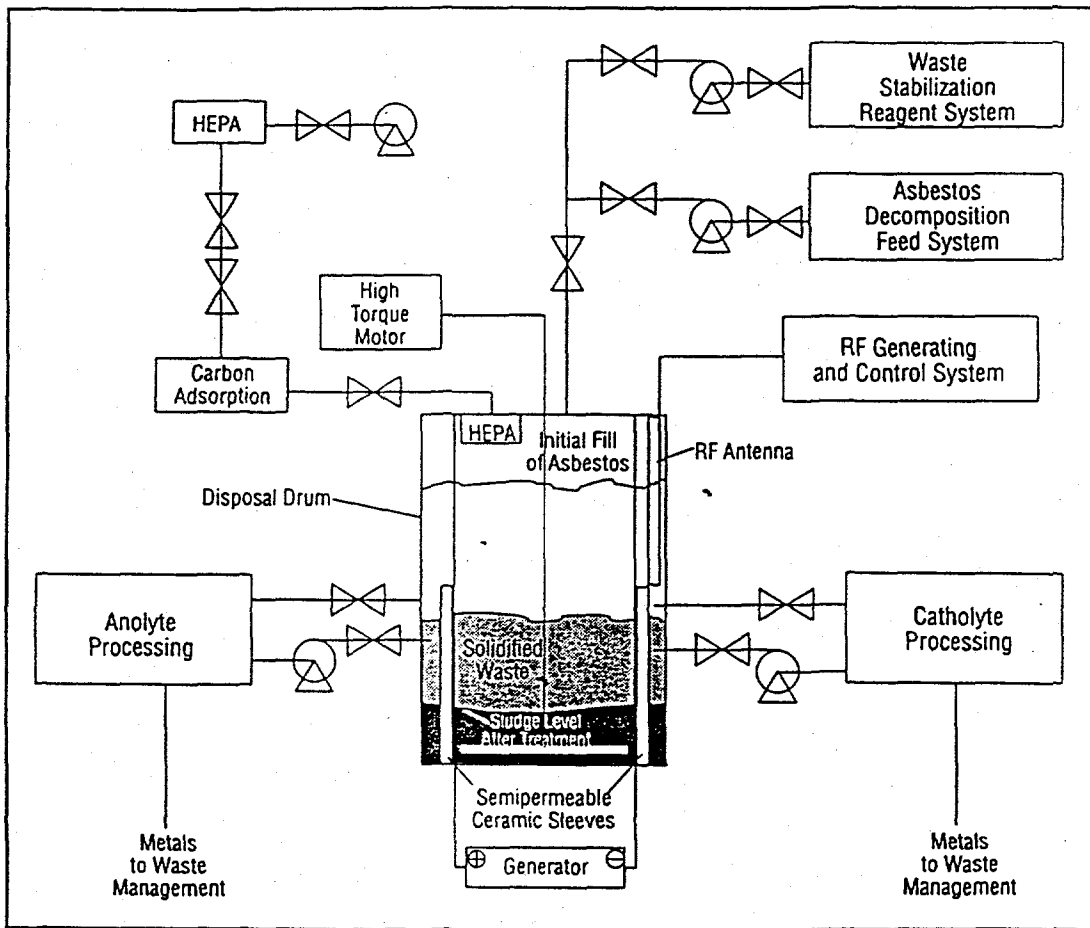 Waste
Stabilization
Reagent System
HEPA
Asbestos
Decomposition
Feed System
High
Torque
Motor
RF Generating
and Control System
Carbon
Adsorption
HEPA
Initial Fill
of Asbestos
RF Antenna
Disposal Drum
Anolyte
Processing
Catholyte
Processing
Solidified
Waste
Sludge Level
After Treatment
Semipermeable
Ceramic Sleeves
⊕ Generator ⊖
Metals
to Waste
Management
Metals
to Waste
Management